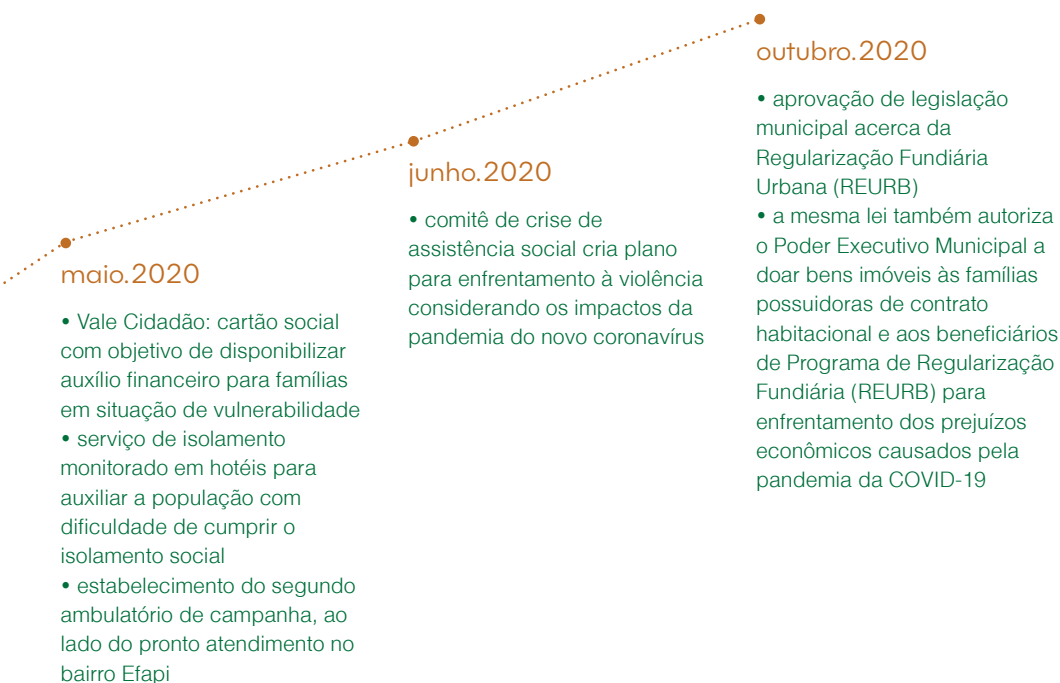 maio.2020
• Vale Cidadão: cartão social
com objetivo de disponibilizar
auxílio financeiro para famílias
em situação de vulnerabilidade
• serviço de isolamento
monitorado em hotéis para
auxiliar a população com
dificuldade de cumprir o
isolamento social
• estabelecimento do segundo
ambulatório de campanha, ao
lado do pronto atendimento no
bairro Efapi
junho.2020
• comitê de crise de
assistência social cria plano
para enfrentamento à violência
considerando os impactos da
pandemia do novo coronavírus
outubro.2020
• aprovação de legislação
municipal acerca da
Regularização Fundiária
Urbana (REURB)
• a mesma lei também autoriza
o Poder Executivo Municipal a
doar bens imóveis às famílias
possuidoras de contrato
habitacional e aos beneficiários
de Programa de Regularização
Fundiária (REURB) para
enfrentamento dos prejuízos
econômicos causados pela
pandemia da COVID-19